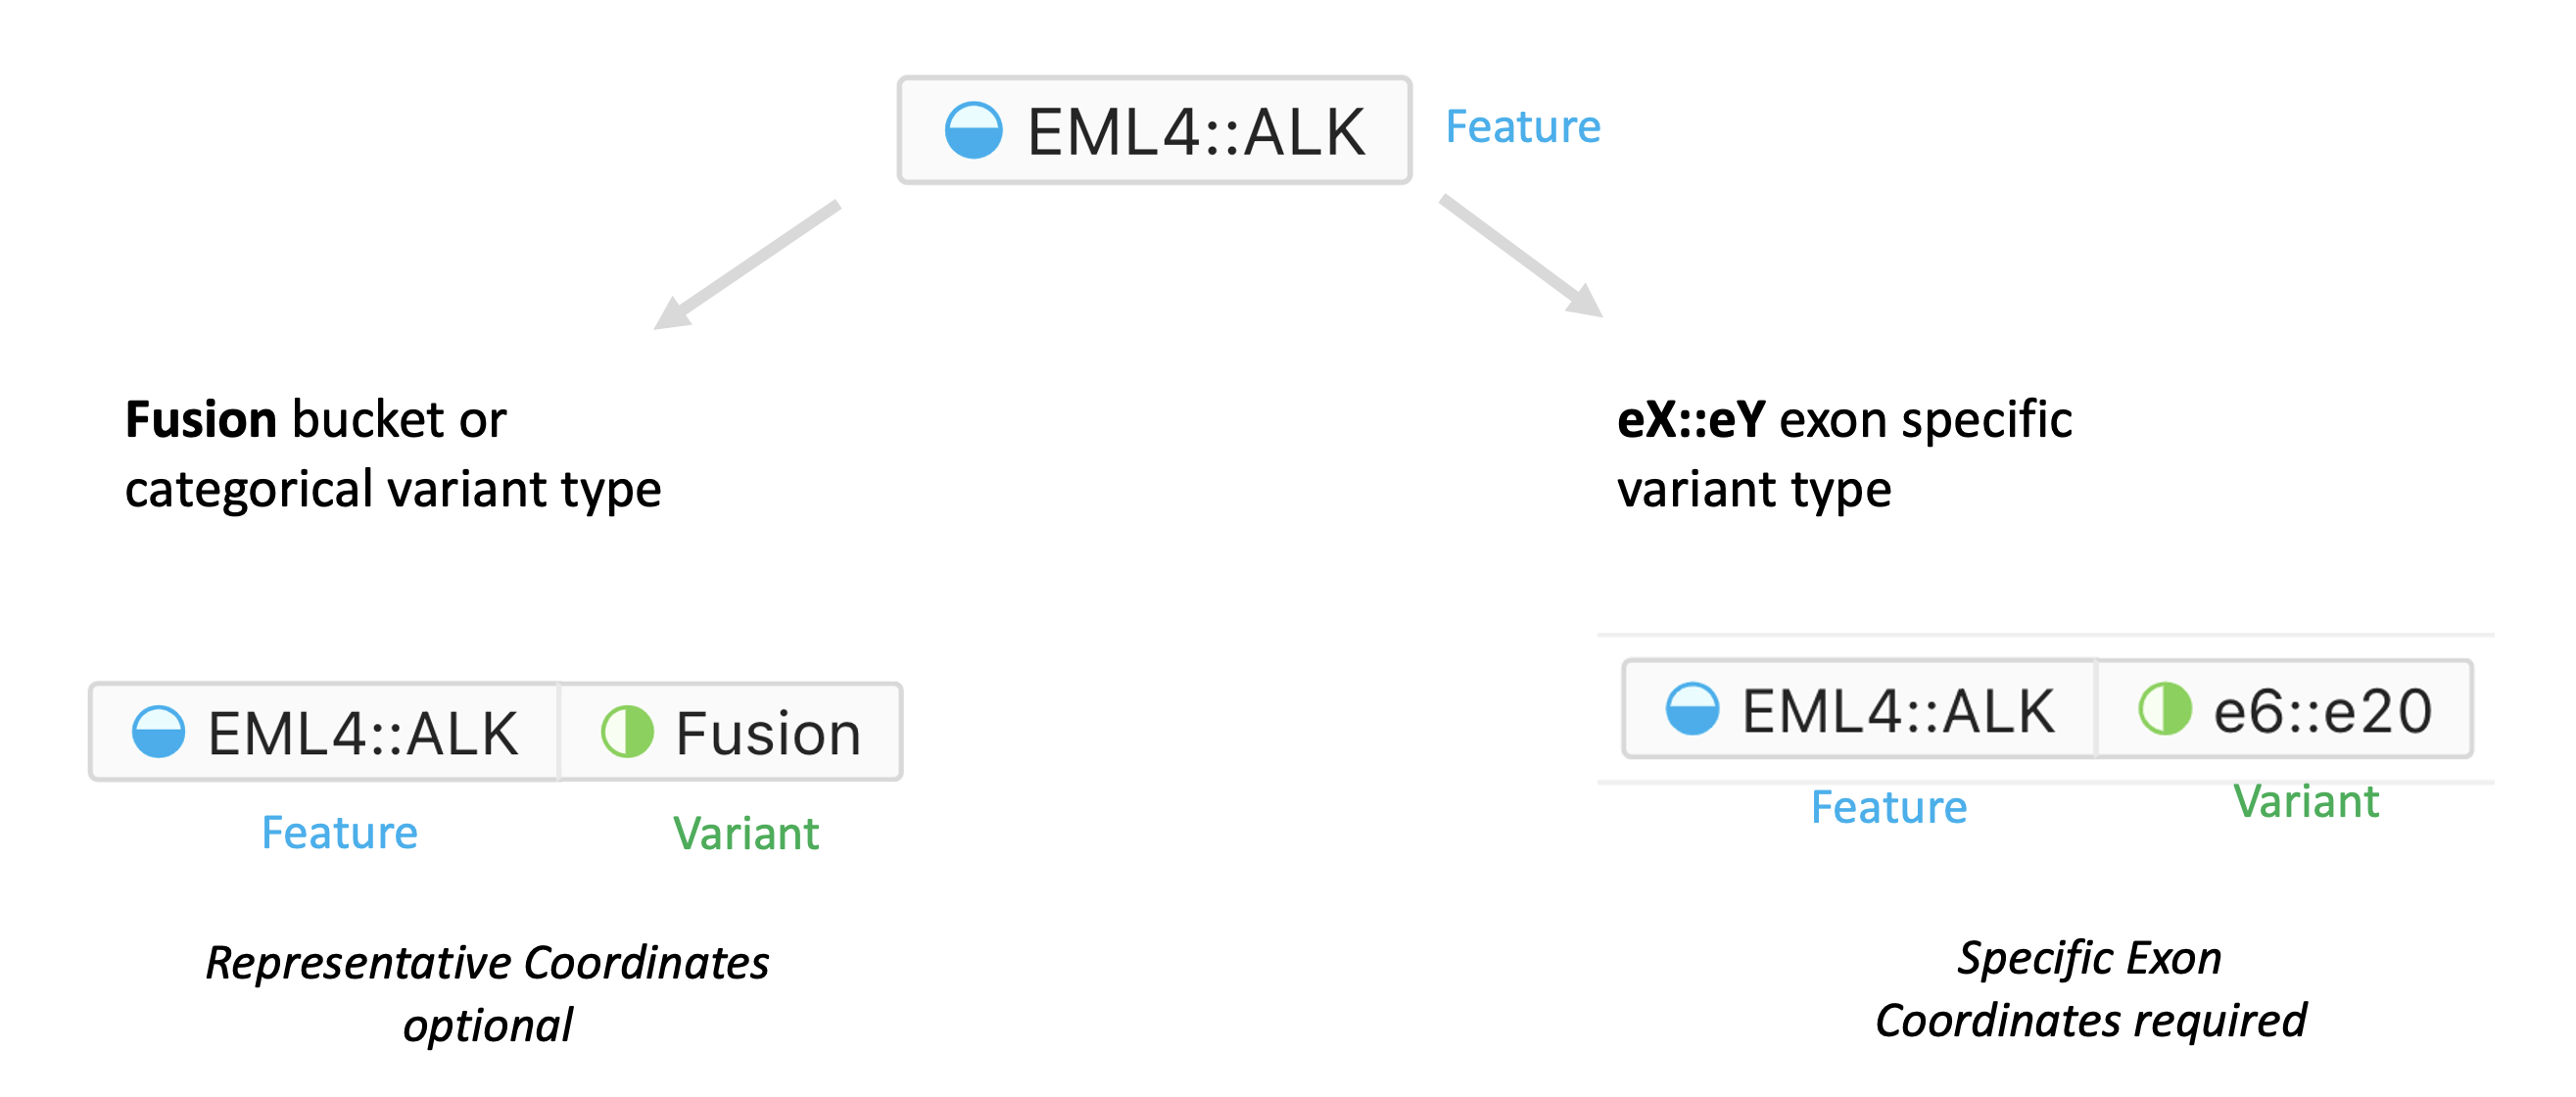 EML4::ALK
Feature
Fusion bucket or
categorical variant type
EML4::ALK
Fusion
Feature
Variant
Representative Coordinates
optional
eX::eY exon specific
variant type
EML4::ALK
e6::e20
Feature
Variant
Specific Exon
Coordinates required